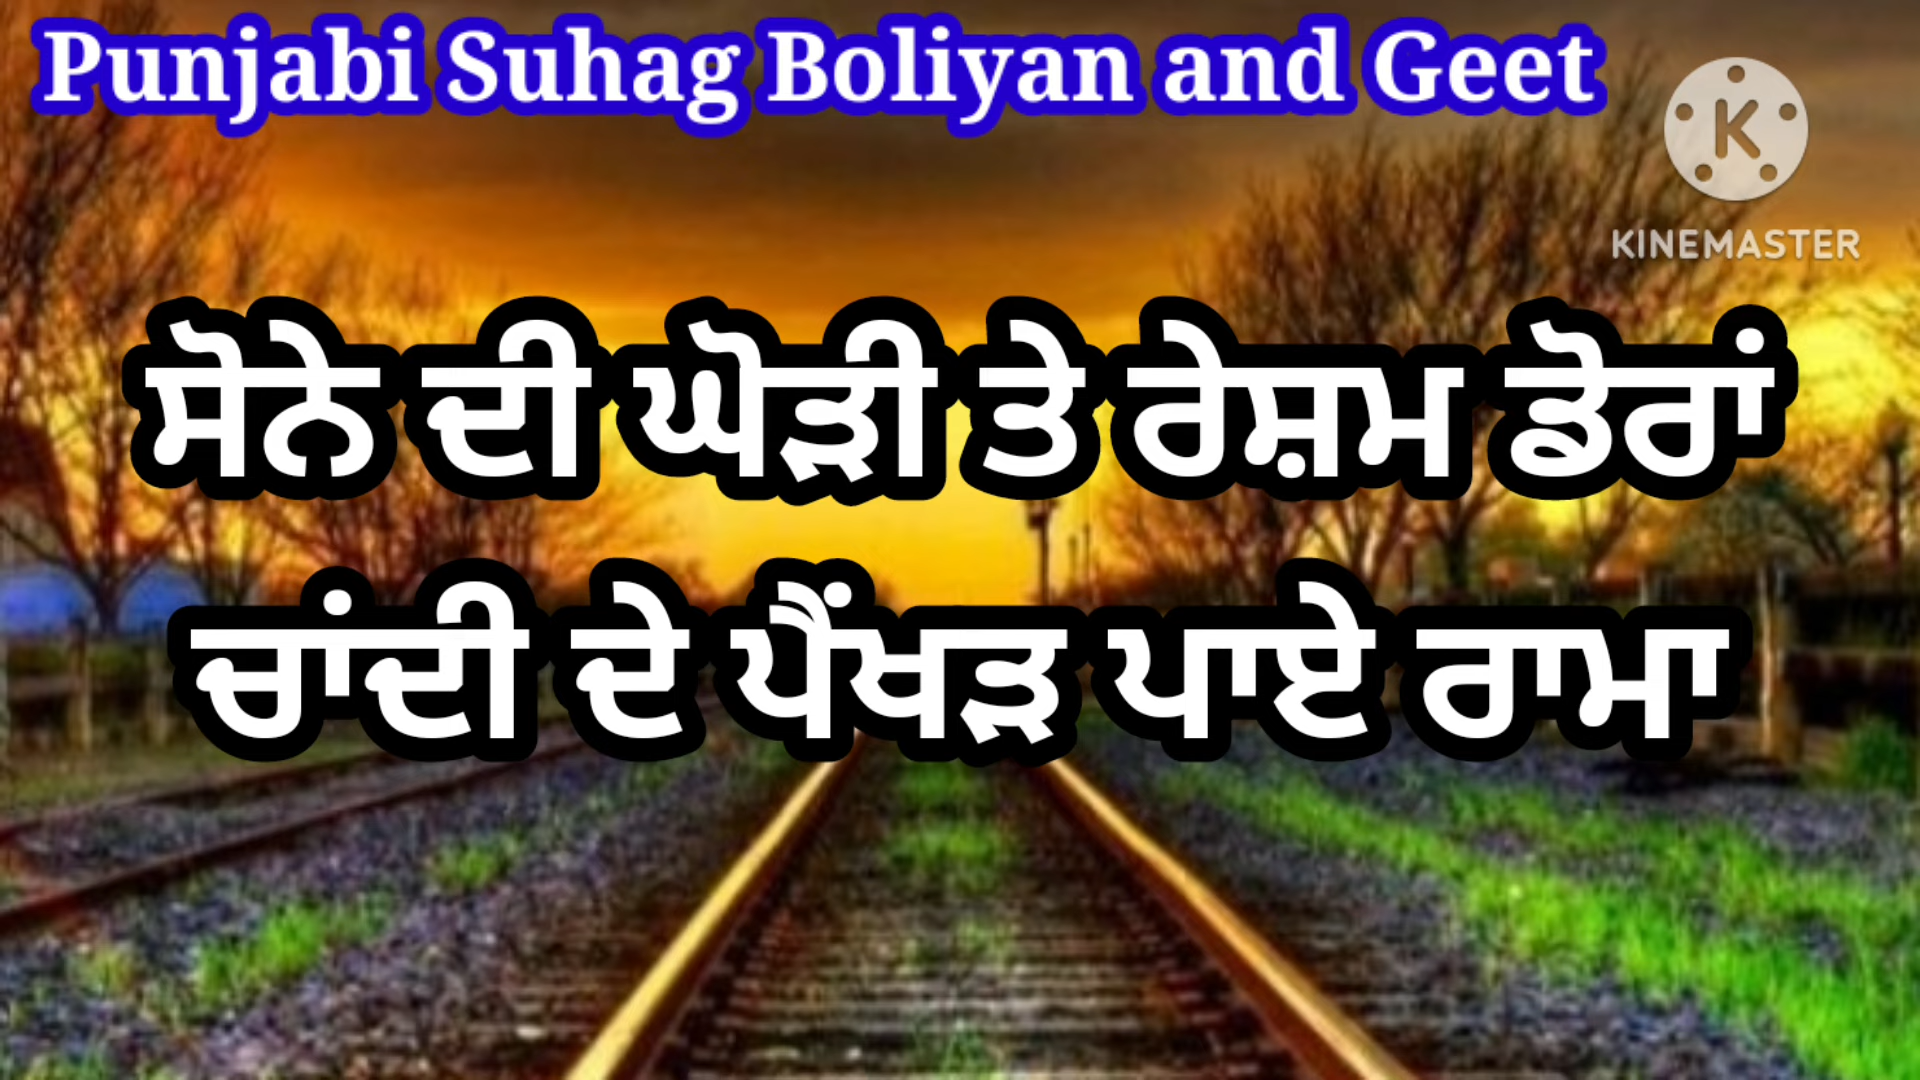 Punjabi Suhag Boliyan and Geet
K
KINEMASTER
ਸੋਨੇ ਦੀ ਘੋੜੀ ਤੇ ਰੇਸ਼ਮ ਡੋਰਾਂ
ਚਾਂਦੀ ਦੇ ਪੈਂਖੜ ਪਾਏ ਰਾਮਾ